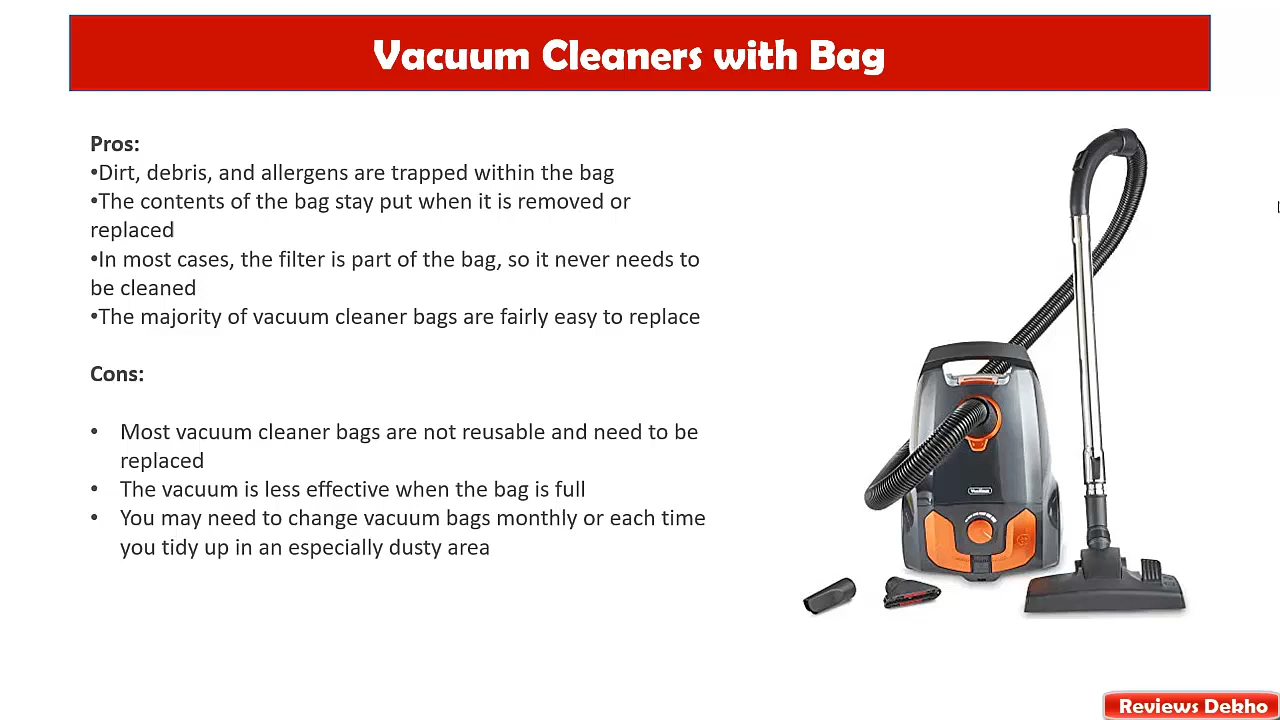 Vacuum Cleaners with Bag
Pros:
•Dirt, debris, and allergens are trapped within the bag
•The contents of the bag stay put when it is removed or
replaced
•In most cases, the filter is part of the bag, so it never needs to
be cleaned
•The majority of vacuum cleaner bags are fairly easy to replace
Cons:
• Most vacuum cleaner bags are not reusable and need to be
replaced
• The vacuum is less effective when the bag is full
• You may need to change vacuum bags monthly or each time
you tidy up in an especially dusty area
Reviews Dekho